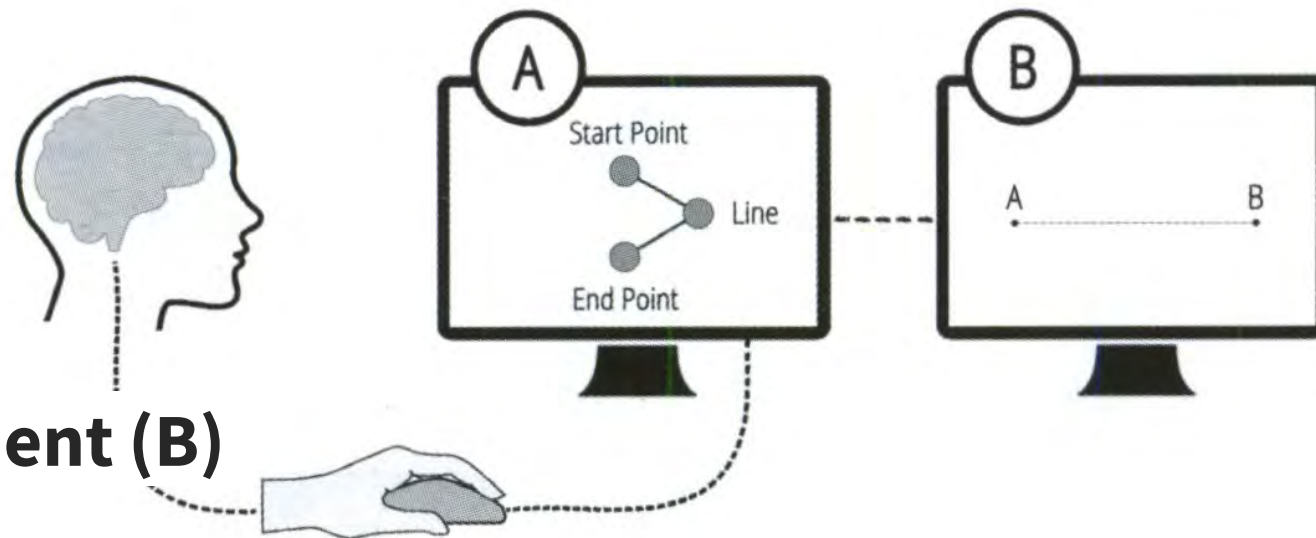 A
B
Start Point
Line
End Point
A
B
ent (B)